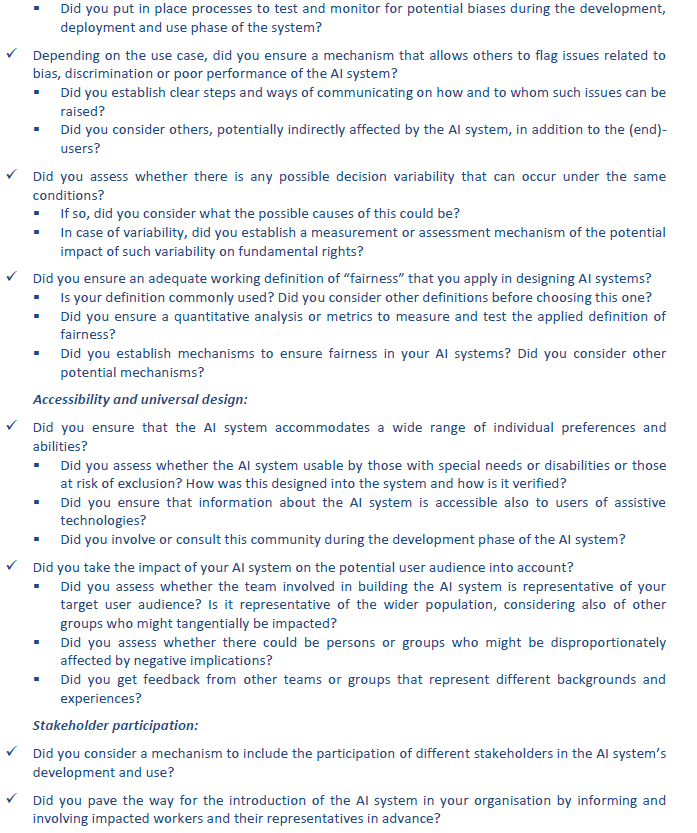 ▪ Did you put in place processes to test and monitor for potential biases during the development,
deployment and use phase of the system?
✓ Depending on the use case, did you ensure a mechanism that allows others to flag issues related to
bias, discrimination or poor performance of the AI system?
▪ Did you establish clear steps and ways of communicating on how and to whom such issues can be
raised?
▪ Did you consider others, potentially indirectly affected by the AI system, in addition to the (end)-
users?
✓ Did you assess whether there is any possible decision variability that can occur under the same
conditions?
▪ If so, did you consider what the possible causes of this could be?
▪ In case of variability, did you establish a measurement or assessment mechanism of the potential
impact of such variability on fundamental rights?
✓ Did you ensure an adequate working definition of “fairness” that you apply in designing AI systems?
▪ Is your definition commonly used? Did you consider other definitions before choosing this one?
▪ Did you ensure a quantitative analysis or metrics to measure and test the applied definition of
fairness?
▪ Did you establish mechanisms to ensure fairness in your AI systems? Did you consider other
potential mechanisms?
Accessibility and universal design:
✓ Did you ensure that the AI system accommodates a wide range of individual preferences and
abilities?
▪ Did you assess whether the AI system usable by those with special needs or disabilities or those
at risk of exclusion? How was this designed into the system and how is it verified?
▪ Did you ensure that information about the AI system is accessible also to users of assistive
technologies?
▪ Did you involve or consult this community during the development phase of the AI system?
✓ Did you take the impact of your AI system on the potential user audience into account?
▪ Did you assess whether the team involved in building the AI system is representative of your
target user audience? Is it representative of the wider population, considering also of other
groups who might tangentially be impacted?
▪ Did you assess whether there could be persons or groups who might be disproportionately
affected by negative implications?
▪ Did you get feedback from other teams or groups that represent different backgrounds and
experiences?
Stakeholder participation:
✓ Did you consider a mechanism to include the participation of different stakeholders in the AI system’s
development and use?
✓ Did you pave the way for the introduction of the AI system in your organisation by informing and
involving impacted workers and their representatives in advance?